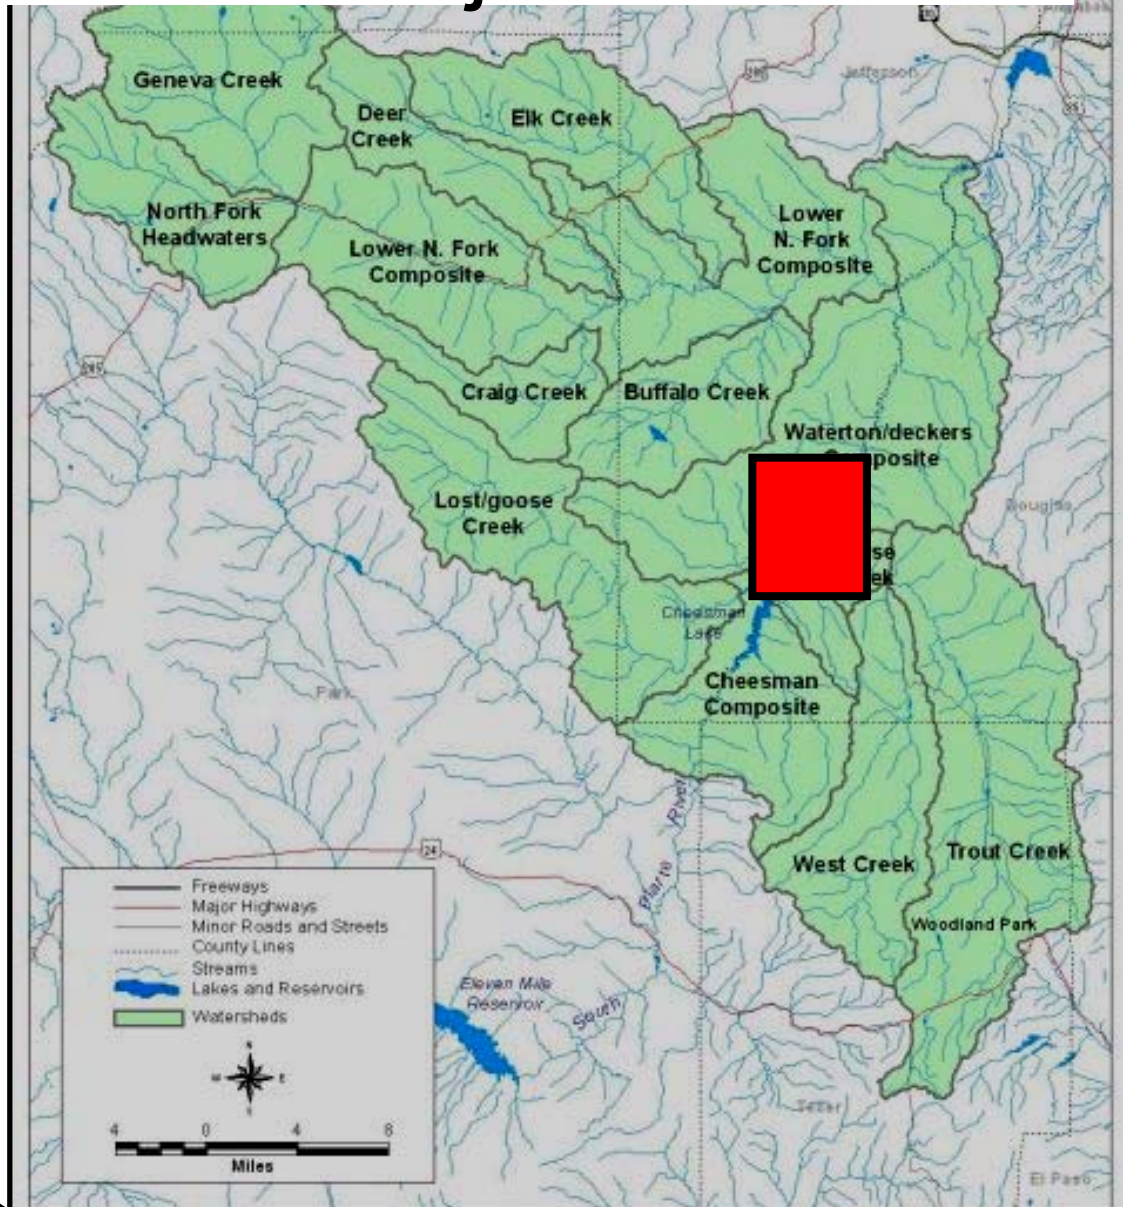 Jefferson
Geneva Creek
Deer
Creek
Elk Creek
North Fork
Headwaters
Lower N. Fork
Composite
Lower
N. Fork
Composite
285
Craig Creek
Buffalo Creek
Waterton/deckers
posite
Lost/goose
Creek
Douglas
se
ek
Cheesman
Lake
Park
Cheesman
Composite
River
Platte
South
24
West Creek
Trout Creek
Woodland Park
Freeways
Major Highways
Minor Roads and Streets
County Lines
Streams
Lakes and Reservoirs
Watersheds
N
W
E
S
4
0
4
8
Miles
Eleven Mile
Reservoir
Teller
El Paso